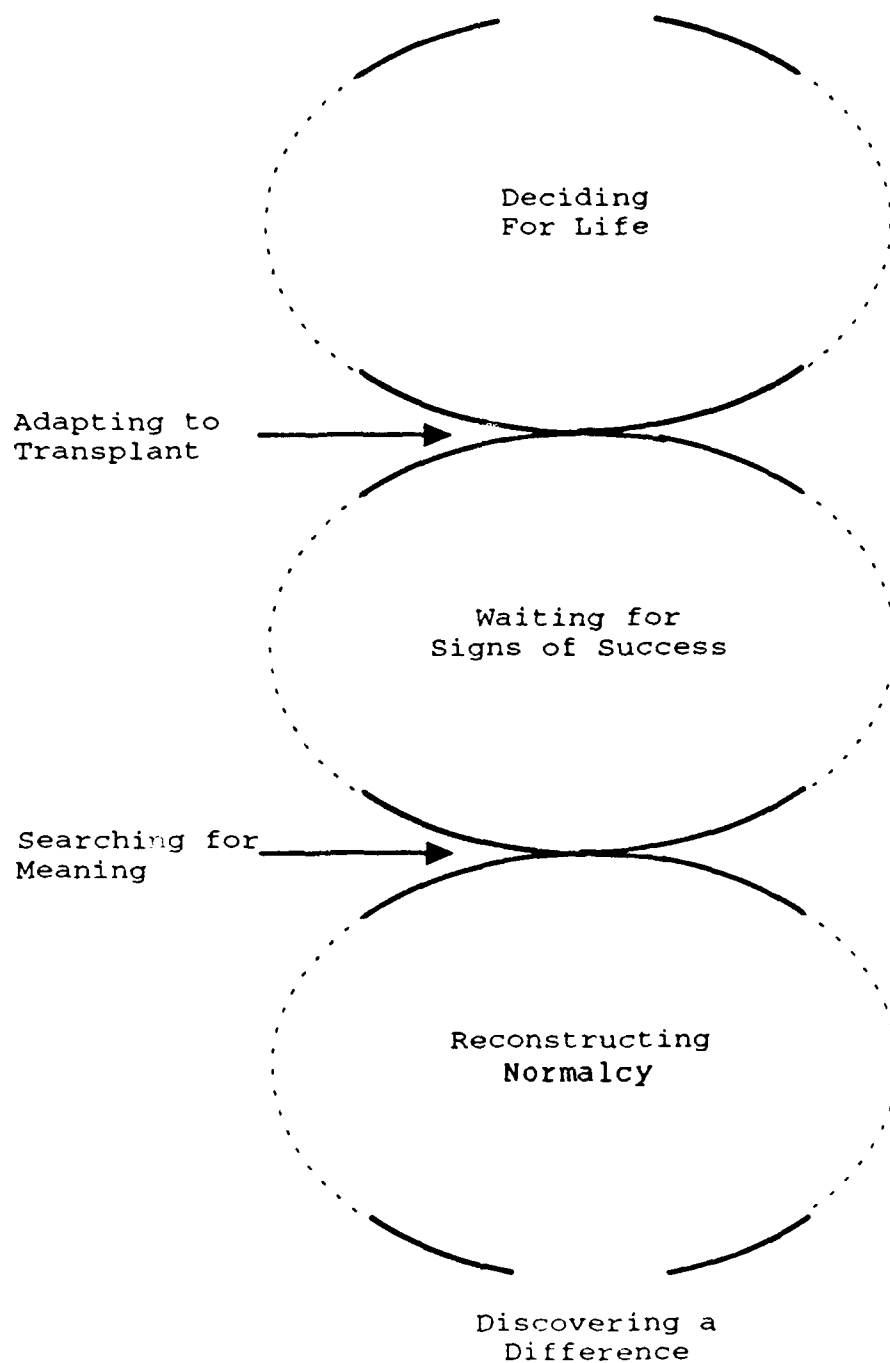 Deciding
For Life
Adapting to
Transplant
Waiting for
Signs of Success
Searching for
Meaning
Reconstructing
Normalcy
Discovering a
Difference